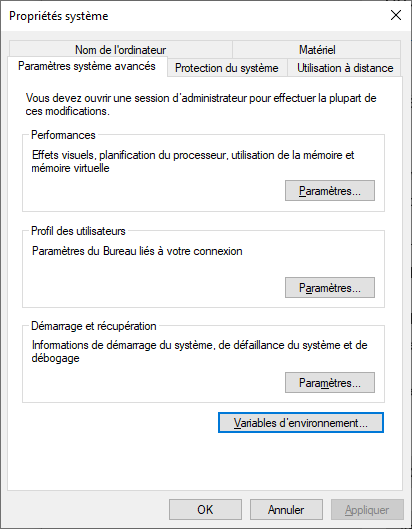 Propriétés système
Nom de l'ordinateur
Matériel
Paramètres système avancés
Protection du système
Utilisation à distance
Vous devez ouvrir une session d'administrateur pour effectuer la plupart de
ces modifications.
Performances
Effets visuels, planification du processeur, utilisation de la mémoire et
mémoire virtuelle
Paramètres...
Profil des utilisateurs
Paramètres du Bureau liés à votre connexion
Paramètres...
Démarrage et récupération
Informations de démarrage du système, de défaillance du système et de
débogage
Paramètres...
Variables d'environnement...
OK
Annuler
Appliquer